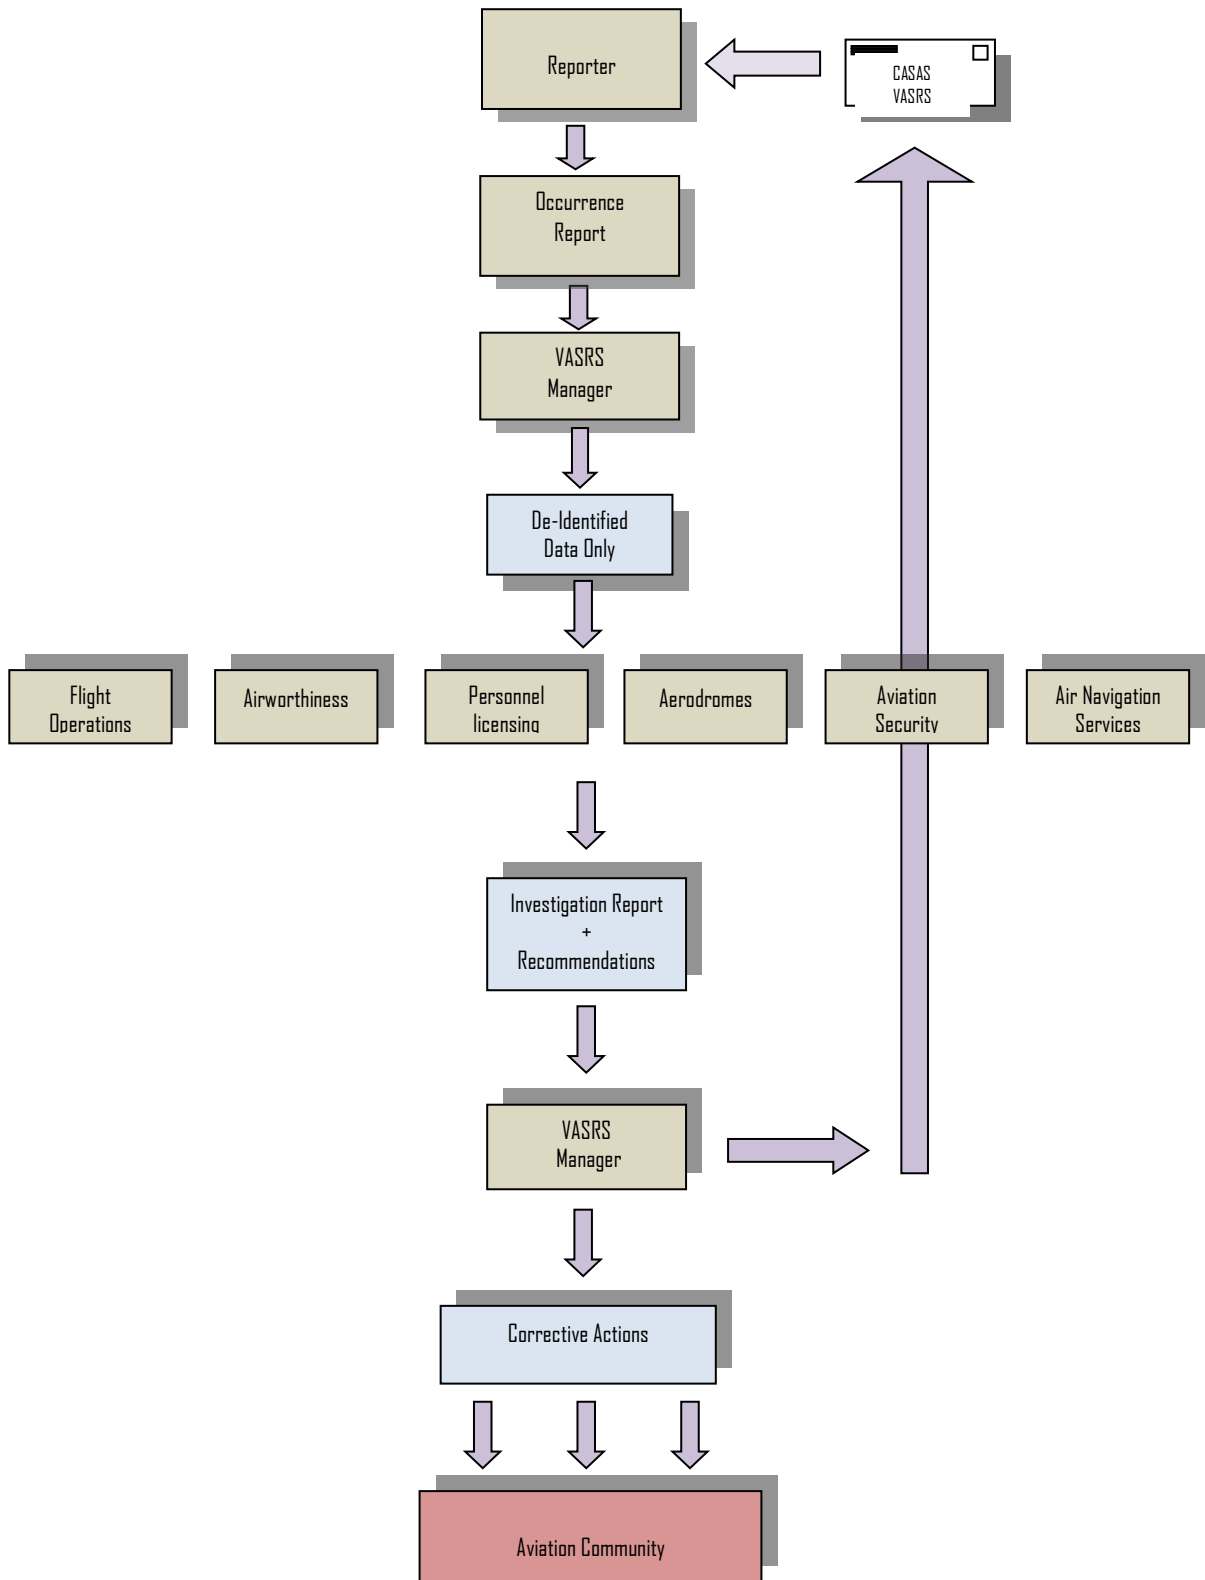 Reporter
CASAS
VASRS
Occurrence
Report
VASRS
Manager
De-Identified
Data Only
Flight
Operations
Airworthiness
Personnel
licensing
Aerodromes
Aviation
Security
Air Navigation
Services
Investigation Report
+
Recommendations
VASRS
Manager
Corrective Actions
Aviation Community